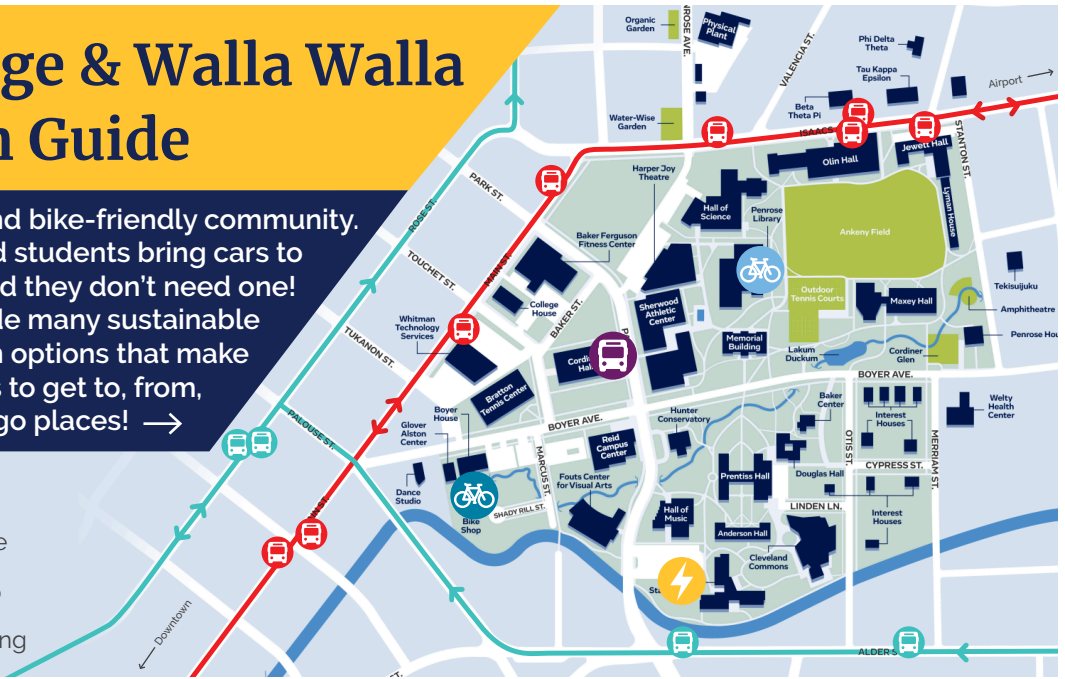 ge & Walla Walla
n Guide
nd bike-friendly community.
d students bring cars to
d they don't need one!
de many sustainable
n options that make
s to get to, from,
go places! →
e
ng
Organic
Garden
Physical
Plant
NROSE AVE.
VALENCIA ST.
Phi Delta
Theta
Tau Kappa
Epsilon
Beta
Theta Pi
Airport
Water-Wise
Garden
ISAACS
Olin Hall
Jewett Hall
STANTON ST.
Lyman House
PARK ST.
ROSE ST.
Harper Joy
Theatre
Hall of
Science
Penrose
Library
Ankeny Field
Baker Ferguson
Fitness Center
TOUCHET ST.
MAIN ST.
College
House
BAKER ST.
Sherwood
Athletic
Center
Outdoor
Tennis Courts
Maxey Hall
Tekisuijuku
Amphitheatre
Whitman
Technology
Services
TUKANON ST.
Memorial
Building
Lakum
Duckum
Cordiner
Glen
Penrose Hou
Cordi
Hall
P
Bratton
Tennis Center
BOYER AVE.
PALOUSE ST.
Boyer
House
Glover
Alston
Center
BOYER AVE.
Hunter
Conservatory
Baker
Center
Interest
Houses
Welty
Health
Center
Reid
Campus
Center
MARCUS ST.
OTIS ST.
MERRIAM ST.
Dance
Studio
Bike
Shop
Fouts Center
for Visual Arts
Prentiss Hall
Douglas Hall
CYPRESS ST.
SHADY RILL ST.
Hall of
Music
LINDEN LN.
Interest
Houses
Anderson Hall
Cleveland
Commons
IN ST.
St
Downtown
ALDER S
ST.